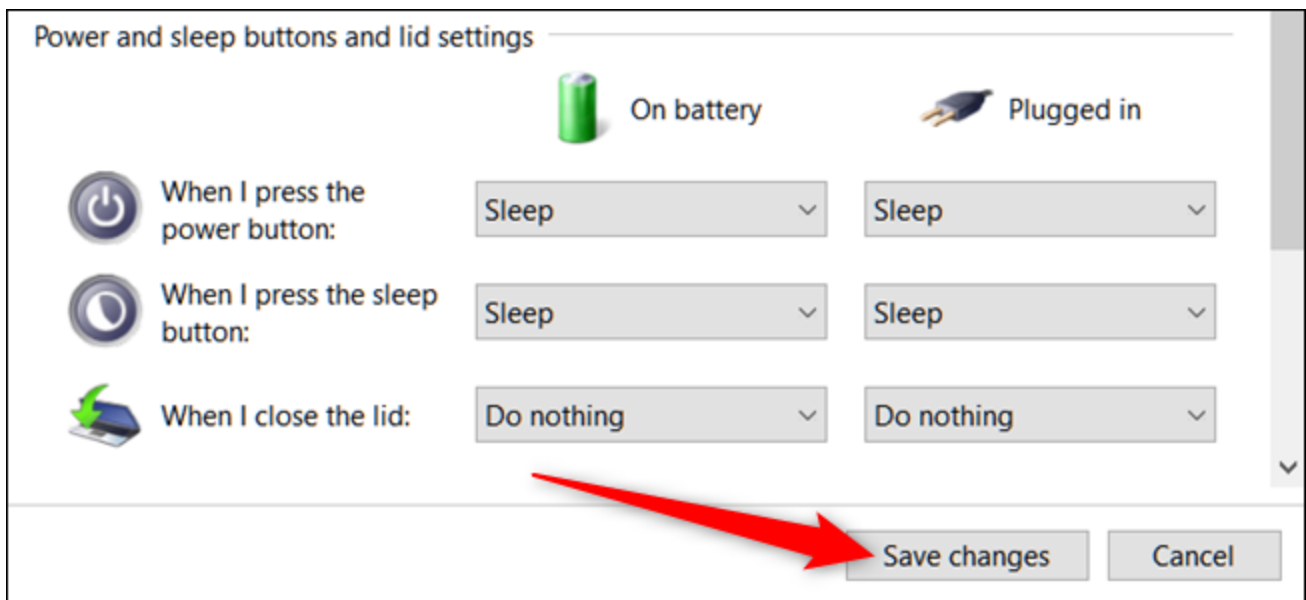 Power and sleep buttons and lid settings
On battery
Plugged in
When I press the
power button:
Sleep
Sleep
When I press the sleep
button:
Sleep
Sleep
When I close the lid:
Do nothing
Do nothing
Save changes
Cancel